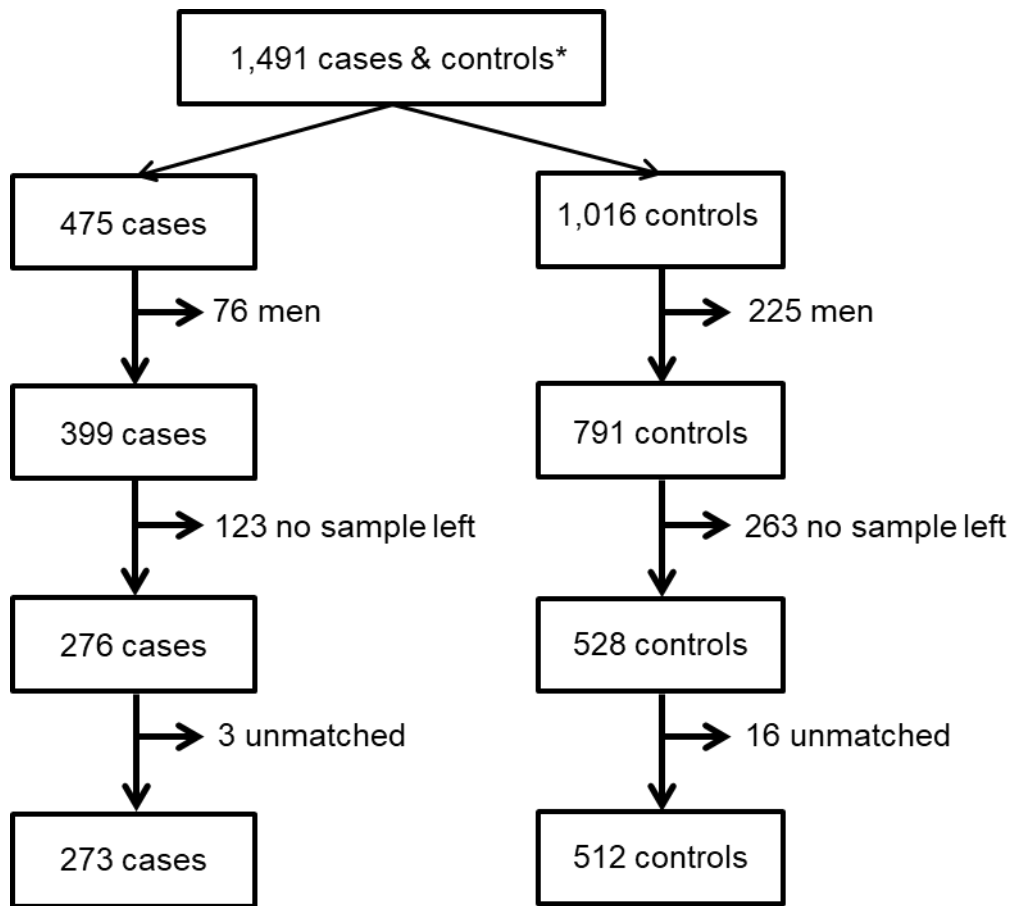 1,491 cases & controls*
475 cases
1,016 controls
76 men
225 men
399 cases
791 controls
123 no sample left
263 no sample left
276 cases
528 controls
3 unmatched
16 unmatched
273 cases
512 controls